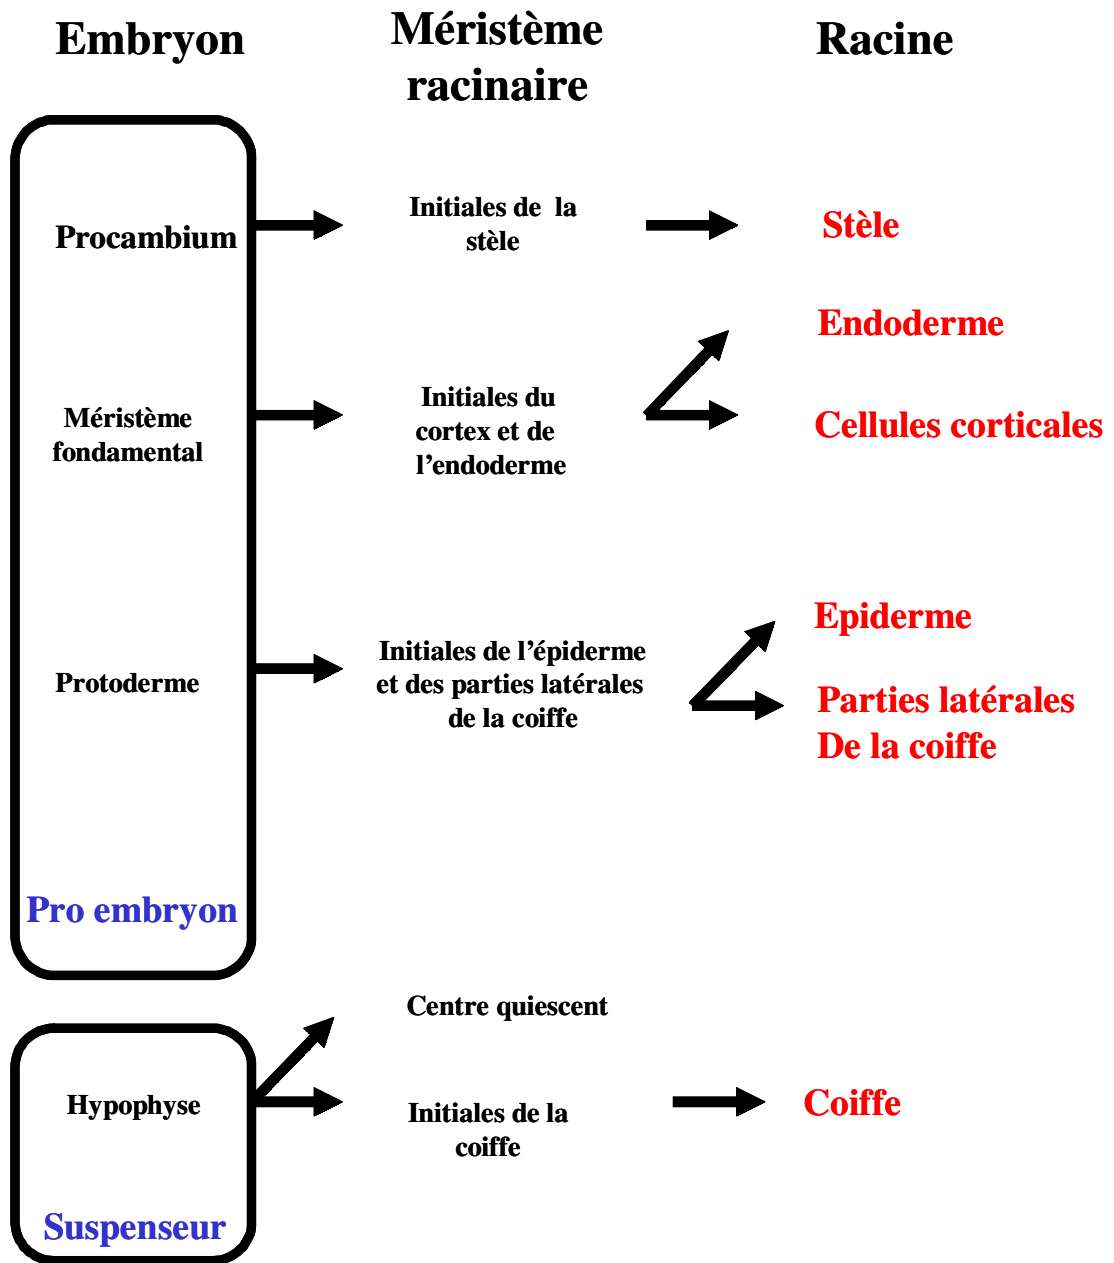 Embryon
Méristème
racinaire
Racine
Procambium
Initiales de la
stèle
Stèle
Endoderme
Méristème
fondamental
Initiales du
cortex et de
l'endoderme
Cellules corticales
Protoderme
Initiales de l'épiderme
et des parties latérales
de la coiffe
Epiderme
Parties latérales
De la coiffe
Pro embryon
Centre quiescent
Hypophyse
Initiales de la
coiffe
Coiffe
Suspenseur